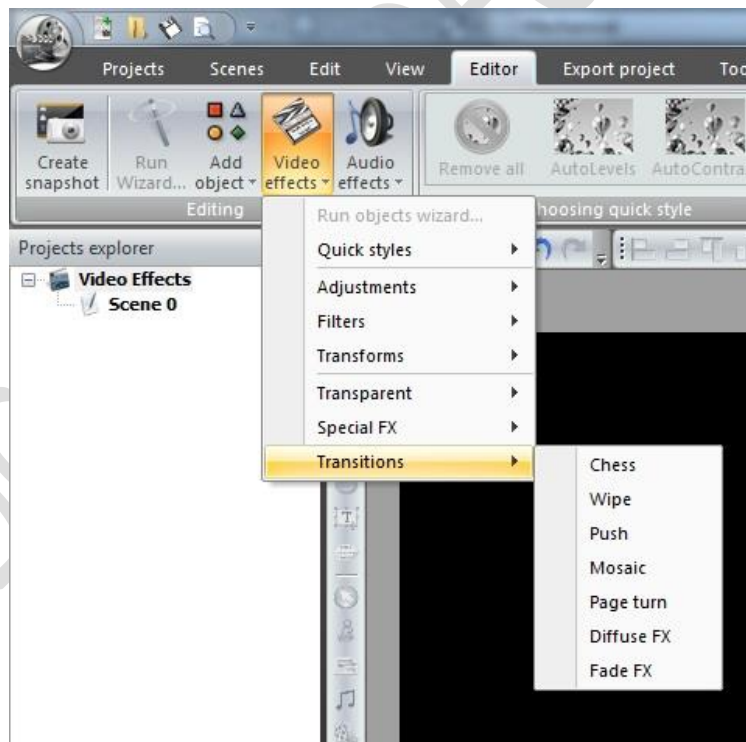 Projects Scenes Edit View Editor Export project
Create snapshot
Run Wizard...
Add object
Video effects
Audio effects
Remove all
AutoLevels
Editing
Run objects wizard...
quick style
Projects explorer
Quick styles
Video Effects
Adjustments
Scene 0
Filters
Transforms
Transparent
Special FX
Transitions
Chess
Wipe
Push
Mosaic
Page turn
Diffuse FX
Fade FX